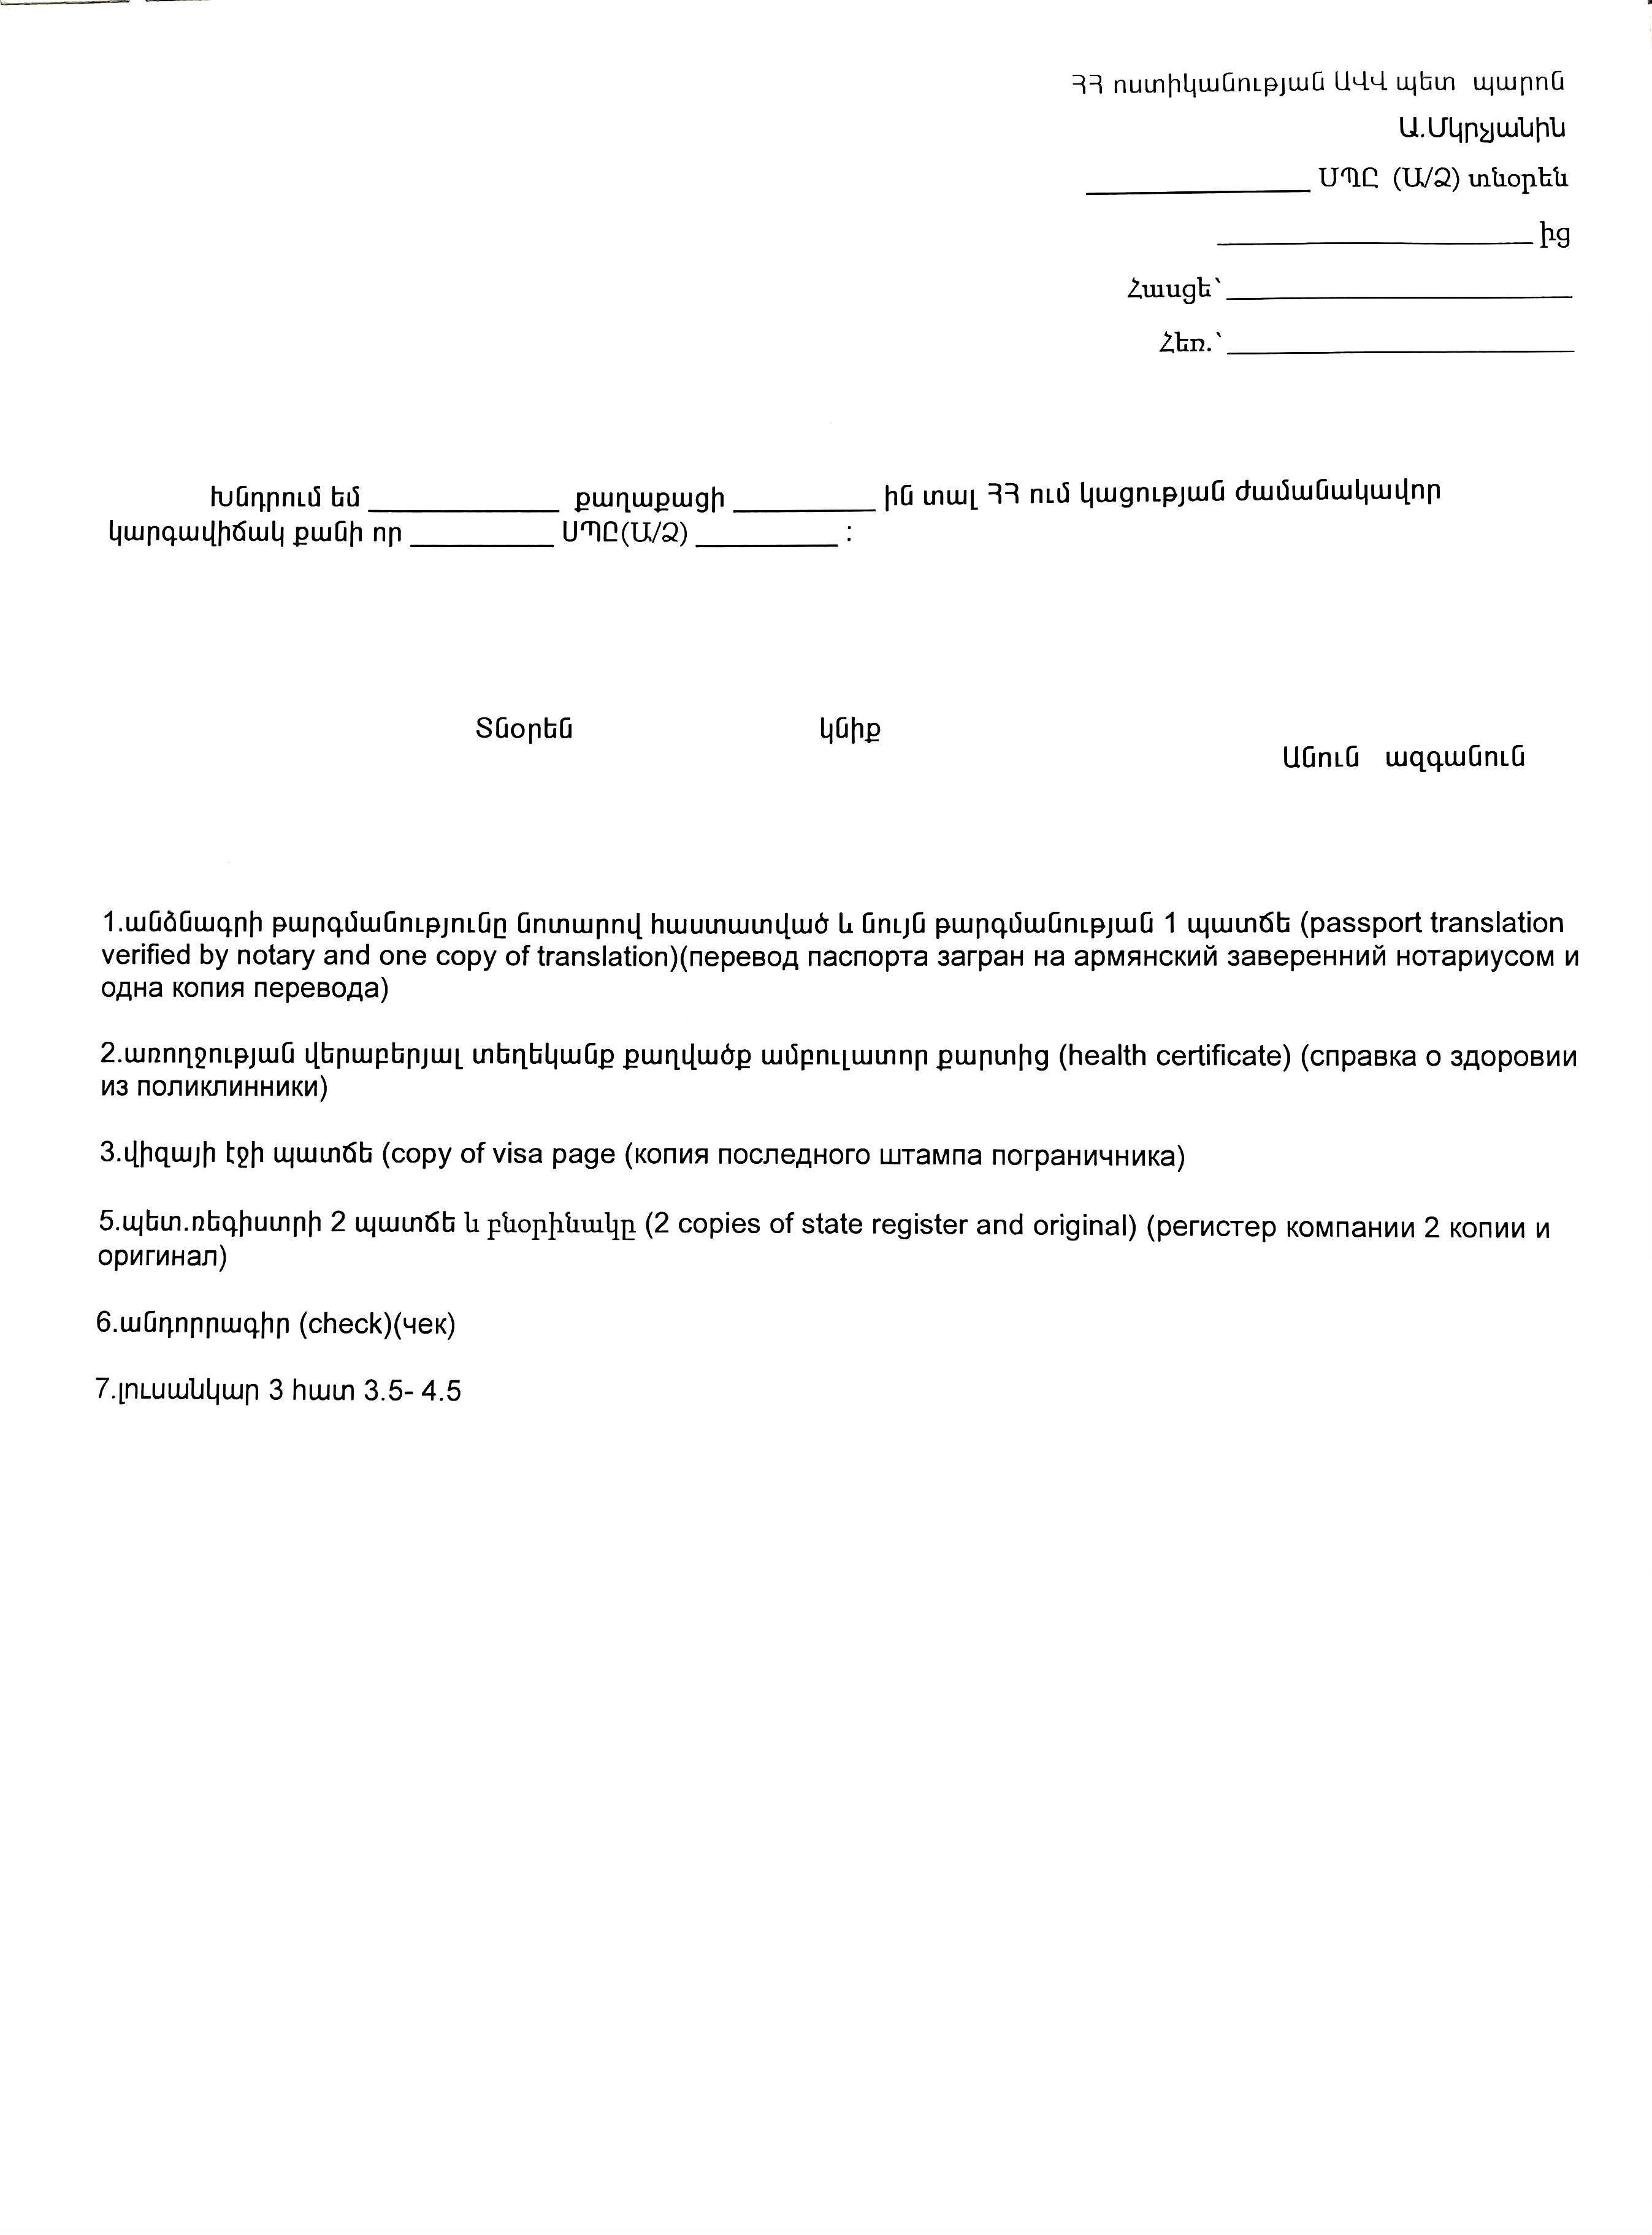 ՀՀ ոստիկանության ԱՎՎ պետ պարոն
Ա.Մկրչյանին
____________ ՍՊԸ (Ա/Ձ) տնօրեն
____________ ից
Հասցե՝____________
Հեռ.՝____________
Խնդրում եմ ____________ քաղաքացի _________ ին տալ ՀՀ ում կացության ժամանակավոր
կարգավիճակ քանի որ _________ ՍՊԸ(Ա/Ձ) _________ :
Տնօրեն կնիք
Անուն ազգանուն
1.անձնագրի թարգմանությունը նոտարով հաստատված և նույն թարգմանության 1 պատճե (passport translation
verified by notary and one copy of translation)(перевод паспорта загран на армянский заверенний нотариусом и
одна копия перевода)
2.առողջության վերաբերյալ տեղեկանք քաղվածք ամբուլատոր քարտից (health certificate) (справка о здоровии
из поликлинники)
3.վիզայի էջի պատճե (copy of visa page (копия последного штампа пограничника)
5.պետ.ռեգիստրի 2 պատճե և բնօրինակը (2 copies of state register and original) (регистер компании 2 копии и
оригинал)
6.անդորրագիր (check)(чек)
7.լուսանկար 3 հատ 3.5- 4.5